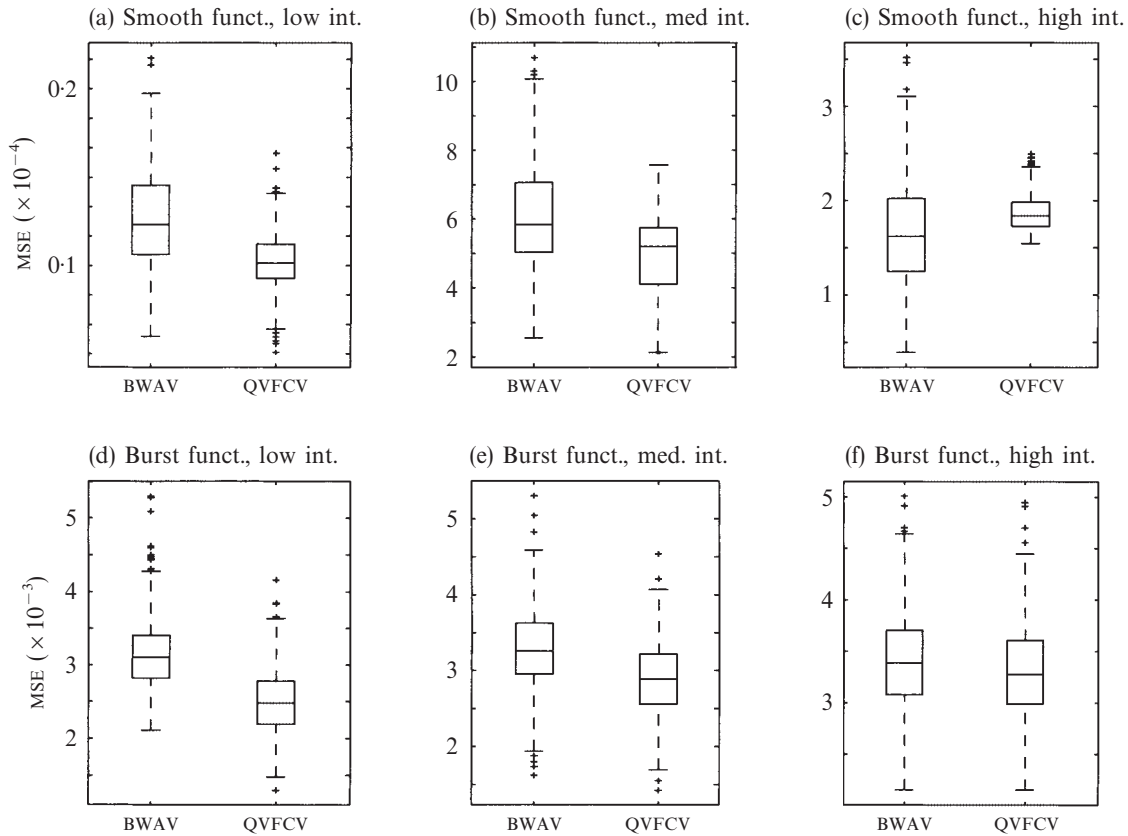 (a) Smooth funct., low int.
(b) Smooth funct., med int.
(c) Smooth funct., high int.
MSE (×10−4)
0·2
0·1
BWAV QVFCV
10
8
6
4
2
BWAV QVFCV
3
2
1
BWAV QVFCV
(d) Burst funct., low int.
(e) Burst funct., med. int.
(f) Burst funct., high int.
MSE (×10−3)
5
4
3
2
BWAV QVFCV
5
4
3
2
BWAV QVFCV
5
4
3
BWAV QVFCV